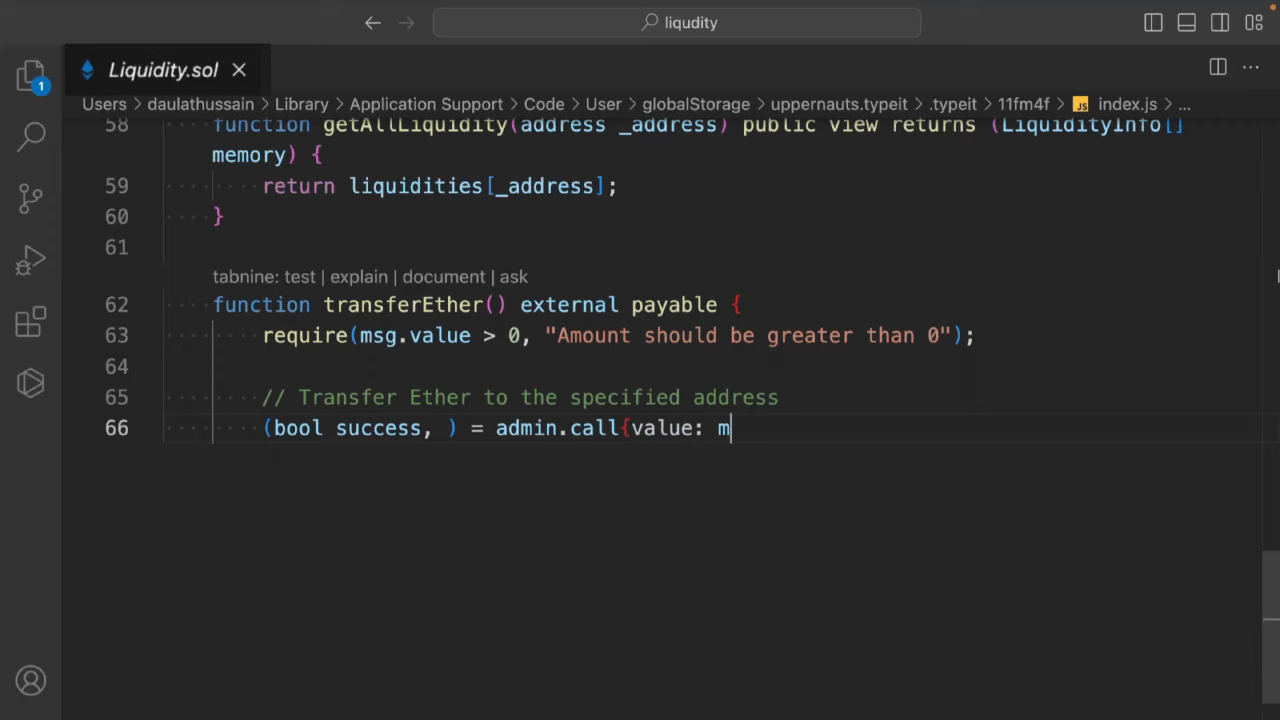 liqudity
Liquidity.sol
1
Users > daulathussain > Library > Application Support > Code > User > globalStorage > uppernauts.typeit > .typeit > 11fm4f > JS index.js > ...
58 function getAllLiquidity(address _address) public view returns (LiquidityInfo[]
memory) {
59 return liquidities[_address];
60 }
61
tabnine: test | explain | document | ask
62 function transferEther() external payable {
63 require(msg.value > 0, "Amount should be greater than 0");
64
65 // Transfer Ether to the specified address
66 (bool success, ) = admin.call{value: m